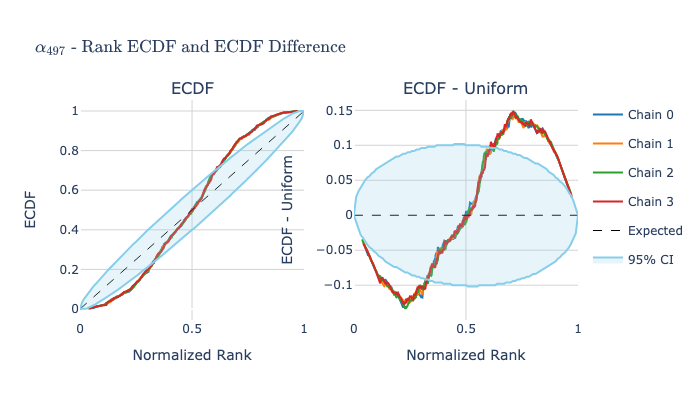 α497 - Rank ECDF and ECDF Difference
ECDF
ECDF
1
0.8
0.6
0.4
0.2
0
0 0.5 1
Normalized Rank
ECDF - Uniform
ECDF - Uniform
0.15
0.1
0.05
0
−0.05
−0.1
0 0.5 1
Normalized Rank
Chain 0
Chain 1
Chain 2
Chain 3
Expected
95% CI